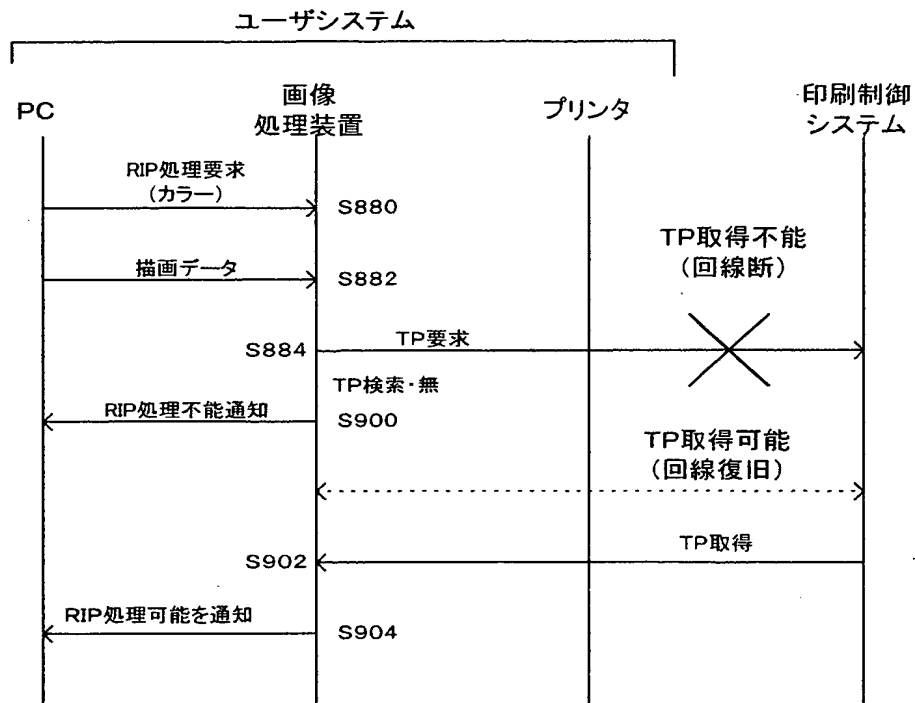 ユーザシステム
PC
画像
処理装置
プリンタ
印刷制御
システム
RIP処理要求
(カラー)
S880
TP取得不能
(回線断)
描画データ
S882
S884
TP要求
TP検索・無
RIP処理不能通知
S900
TP取得可能
(回線復旧)
S902
TP取得
RIP処理可能を通知
S904